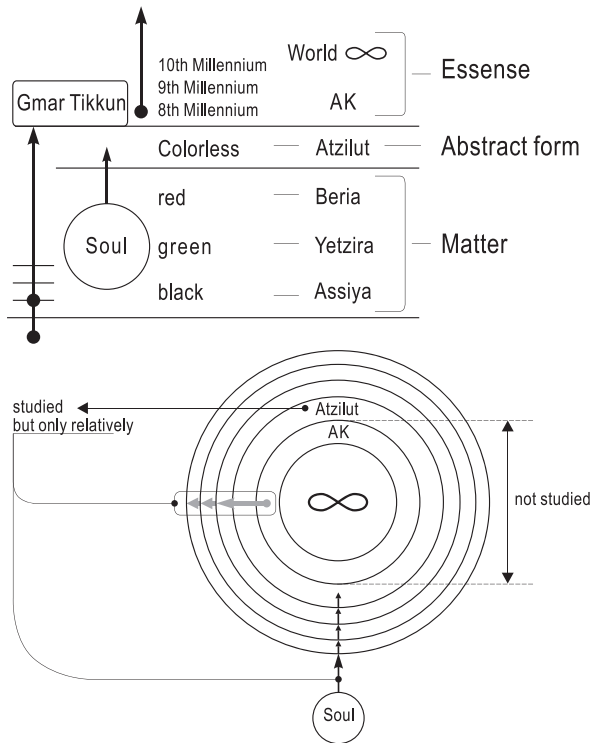 World ∞
10th Millennium
9th Millennium
8th Millennium
Essense
Gmar Tikkun
AK
Colorless
Atzilut
Abstract form
red
Beria
Soul
green
Yetzira
Matter
black
Assiya
studied
but only relatively
Atzilut
AK
∞
not studied
Soul